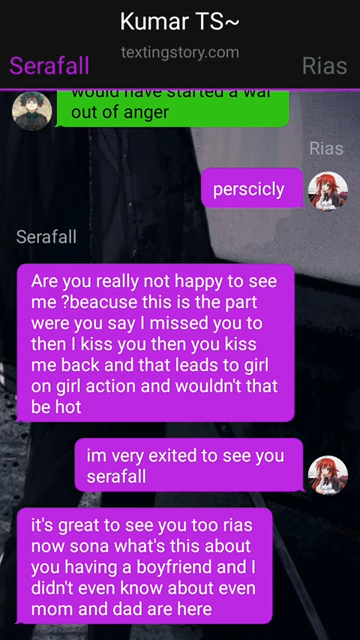 Kumar TS~
textingstory.com
Serafall
Rias
would have started a war
out of anger
Rias
perscicly
Serafall
Are you really not happy to see
me ?beacuse this is the part
were you say I missed you to
then I kiss you then you kiss
me back and that leads to girl
on girl action and wouldn't that
be hot
im very exited to see you
serafall
it's great to see you too rias
now sona what's this about
you having a boyfriend and I
didn't even know about even
mom and dad are here